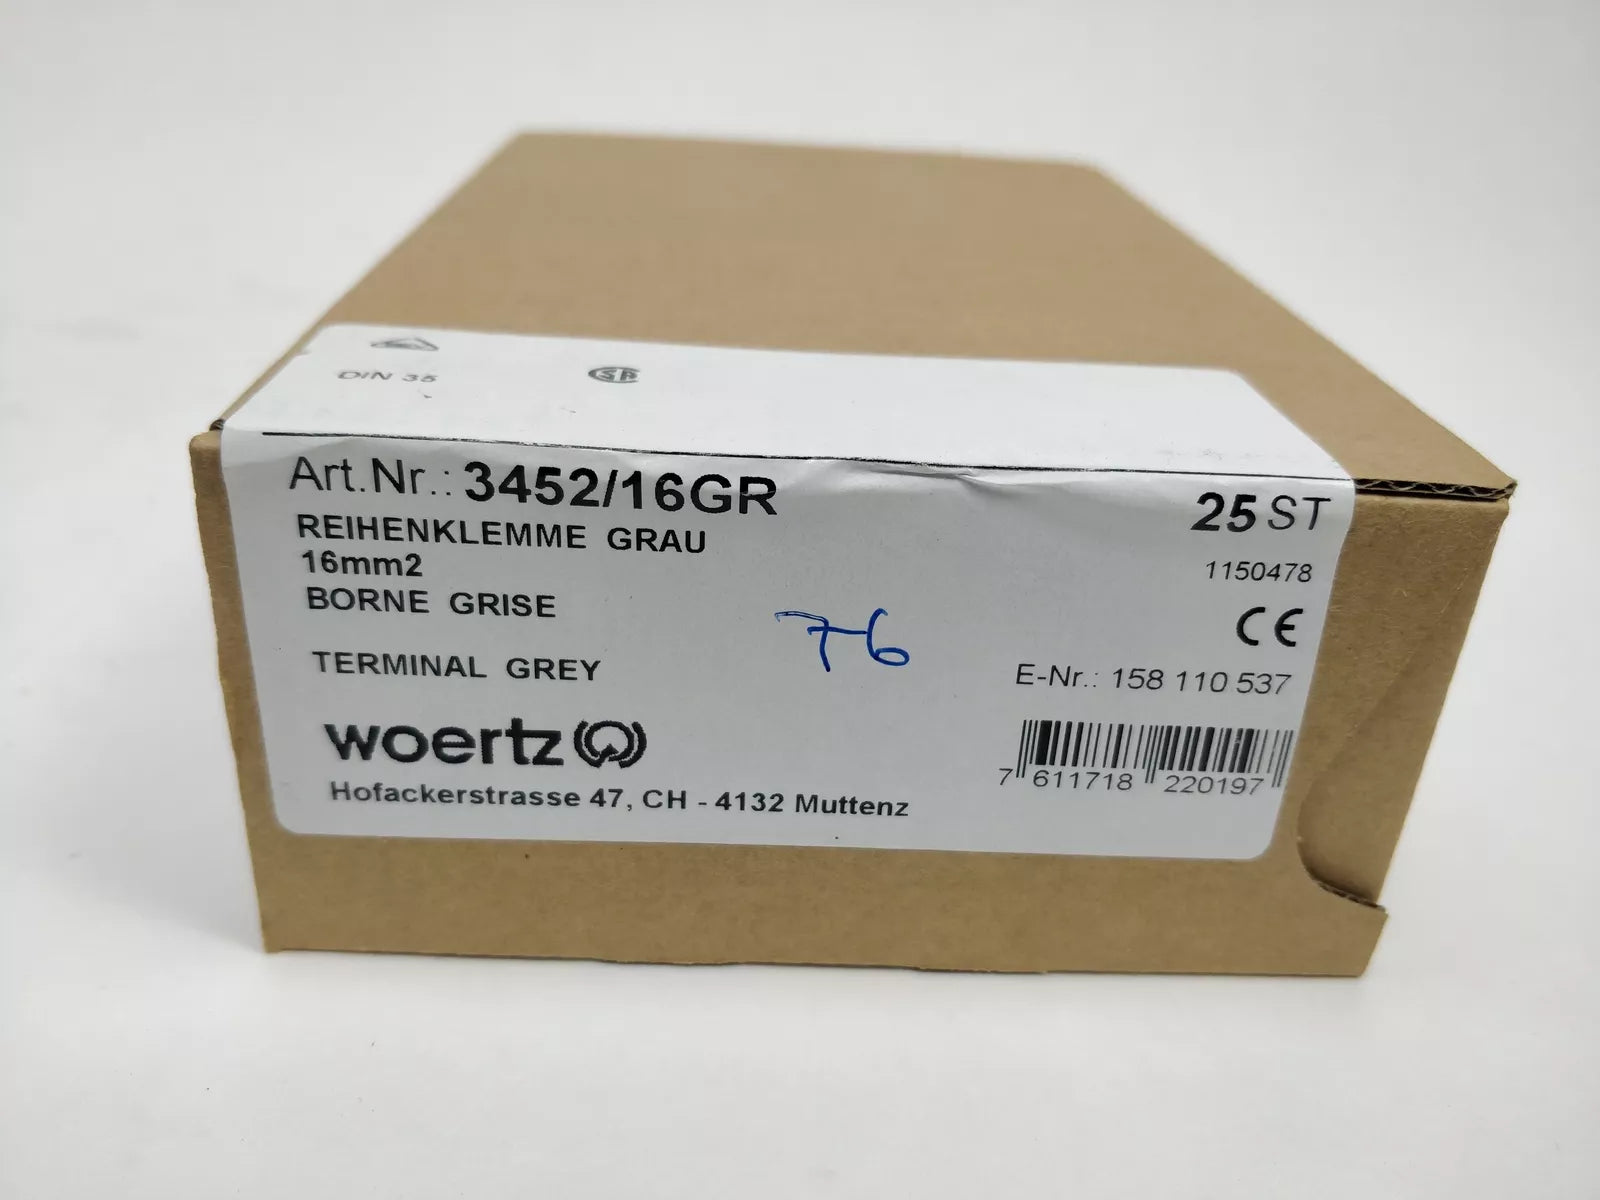 DIN 35
Art.Nr.: 3452/16GR
25 ST
REIHENKLEMME GRAU
16mm2
1150478
BORNE GRISE
CE
76
TERMINAL GREY
E-Nr.: 158 110 537
woertz
7 611718 220197
Hofackerstrasse 47, CH - 4132 Muttenz